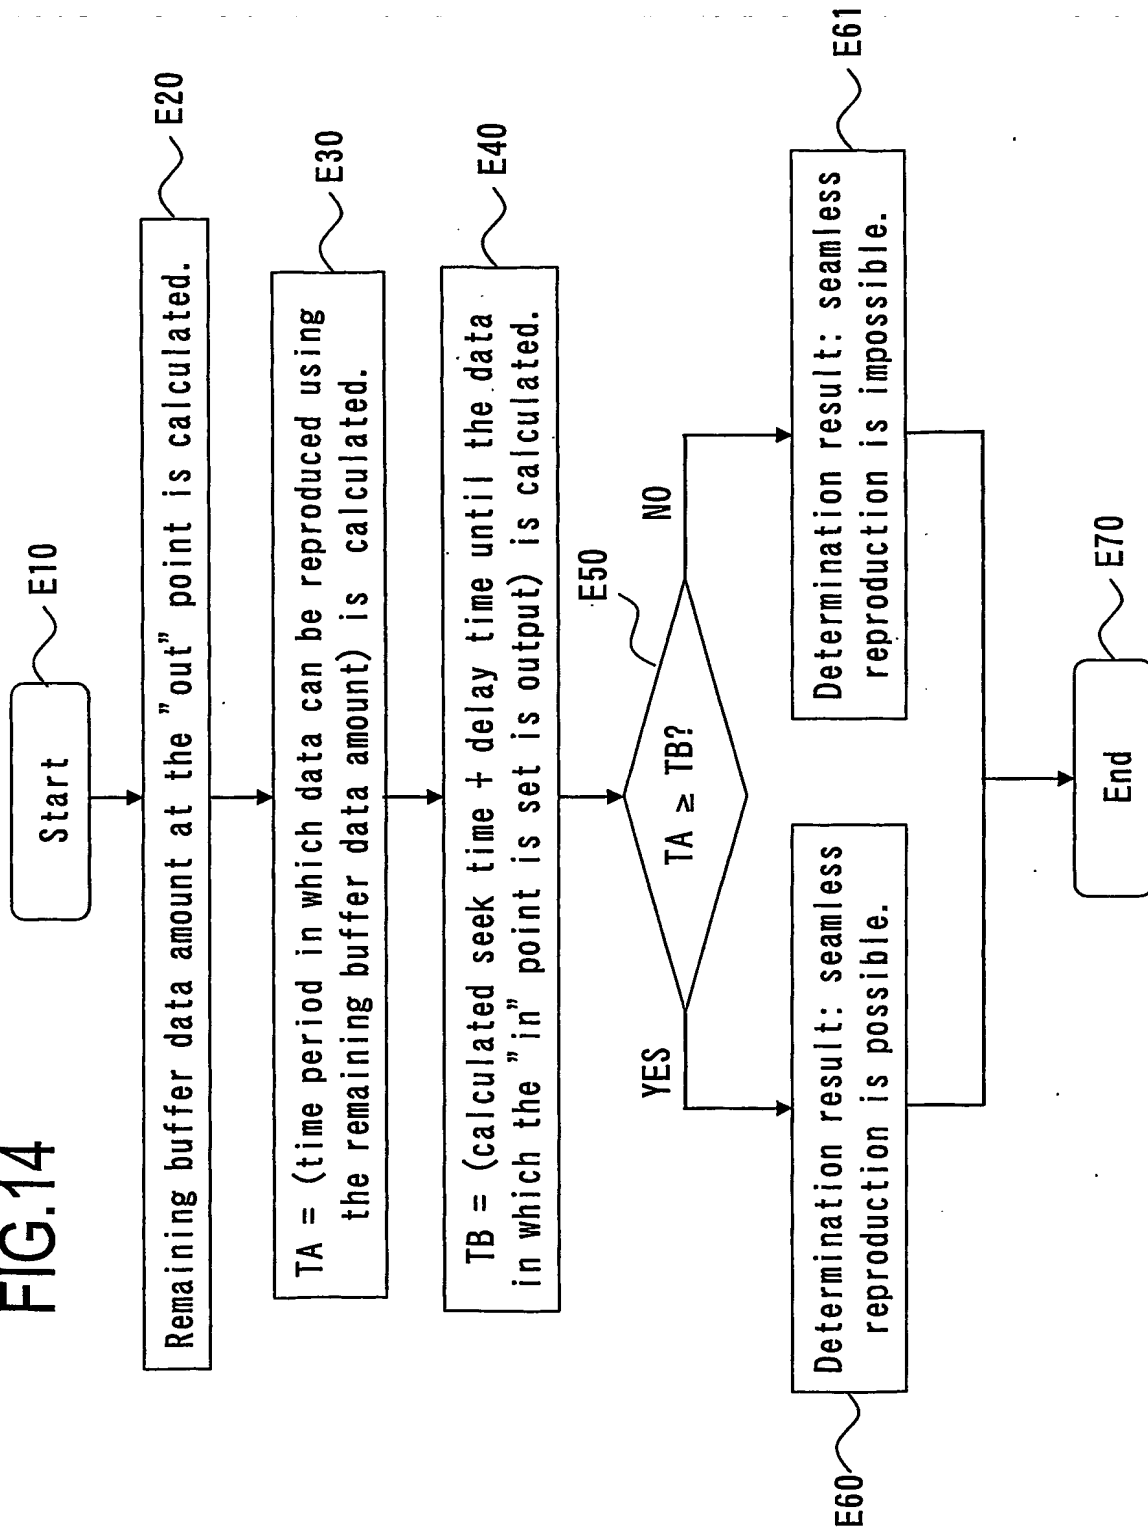 FIG.14
Start
E10
Remaining buffer data amount at the "out" point is calculated.
E20
TA = (time period in which data can be reproduced using
the remaining buffer data amount) is calculated.
E30
TB = (calculated seek time + delay time until the data
in which the "in" point is set is output) is calculated.
E40
TA ≥ TB?
E50
YES
NO
Determination result: seamless
reproduction is possible.
E60
Determination result: seamless
reproduction is impossible.
E61
End
E70